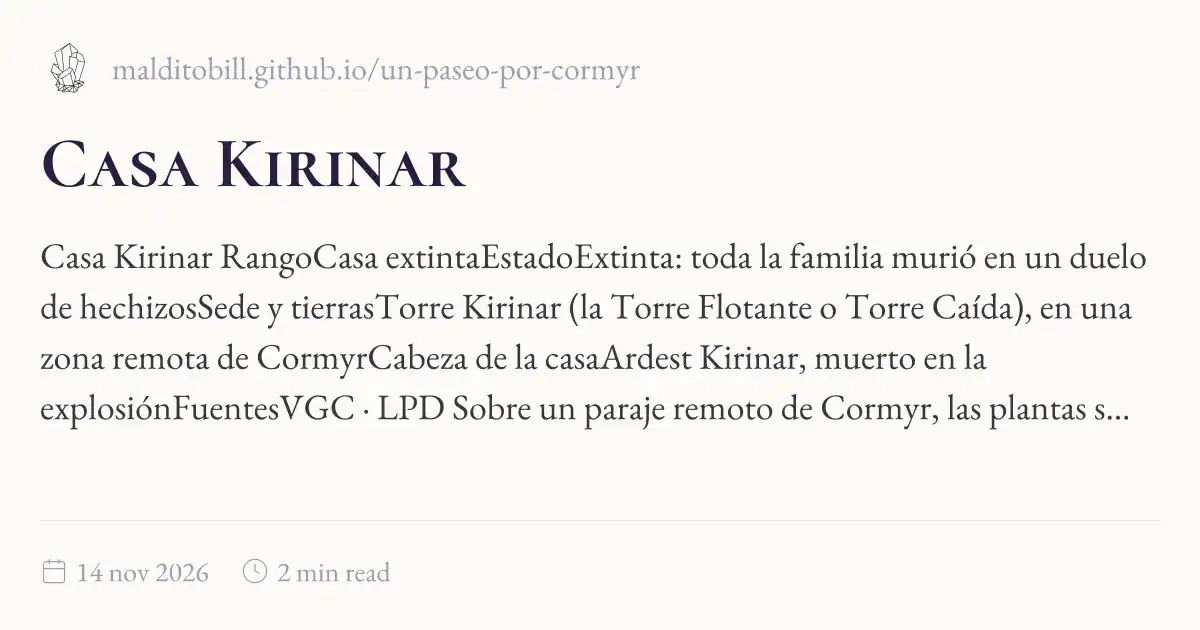 malditobill.github.io/un-paseo-por-cormyr
Casa Kirinar
Casa Kirinar RangoCasa extintaEstadoExtinta: toda la familia murió en un duelo
de hechizosSede y tierrasTorre Kirinar (la Torre Flotante o Torre Caída), en una
zona remota de CormyrCabeza de la casaArdest Kirinar, muerto en la
explosiónFuentesVGC · LPD Sobre un paraje remoto de Cormyr, las plantas s...
14 nov 2026
2 min read